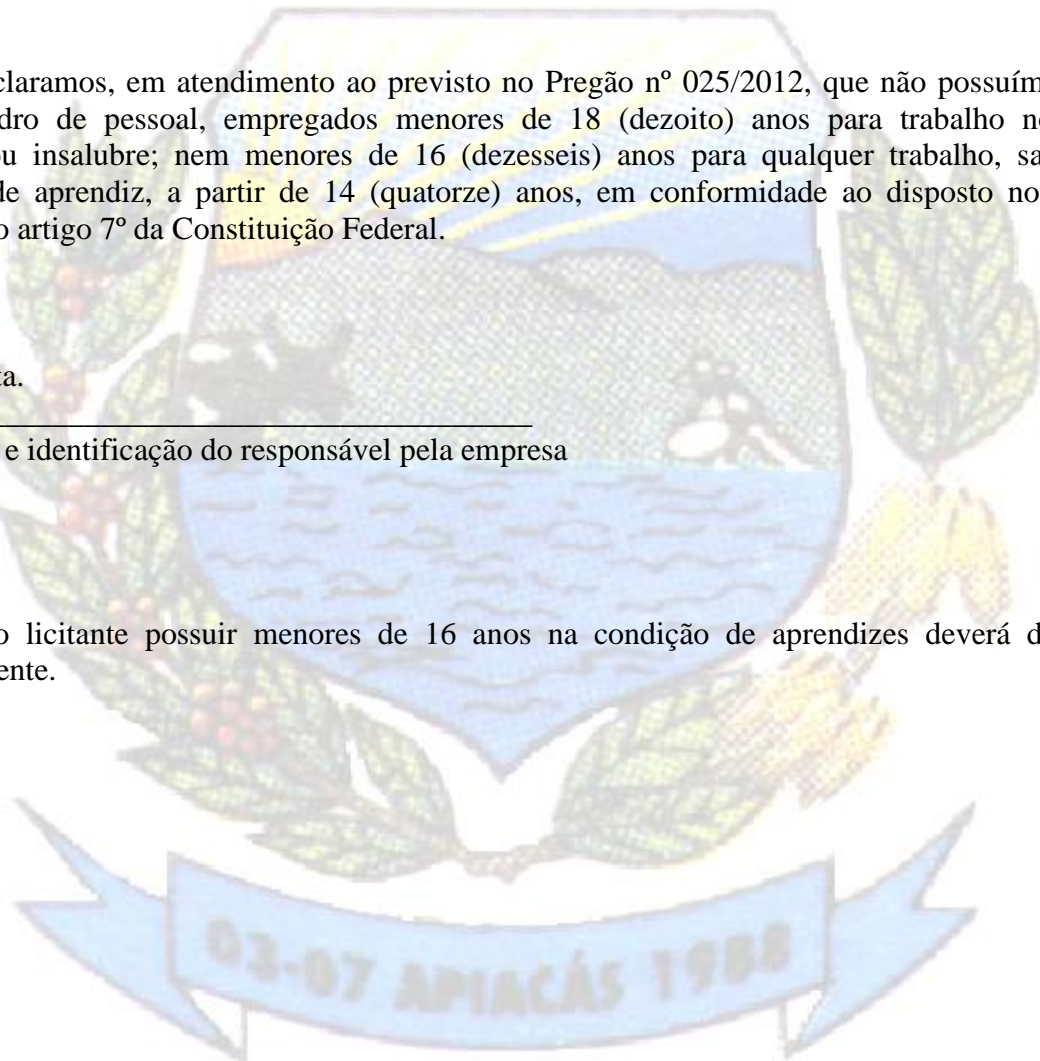 claramos, em atendimento ao previsto no Pregão nº 025/2012, que não possuím
dro de pessoal, empregados menores de 18 (dezoito) anos para trabalho no
ou insalubre; nem menores de 16 (dezesseis) anos para qualquer trabalho, sa
de aprendiz, a partir de 14 (quatorze) anos, em conformidade ao disposto no
o artigo 7º da Constituição Federal.
ta.
e identificação do responsável pela empresa
o licitante possuir menores de 16 anos na condição de aprendizes deverá d
ente.
03-07 APIACÁS 1988